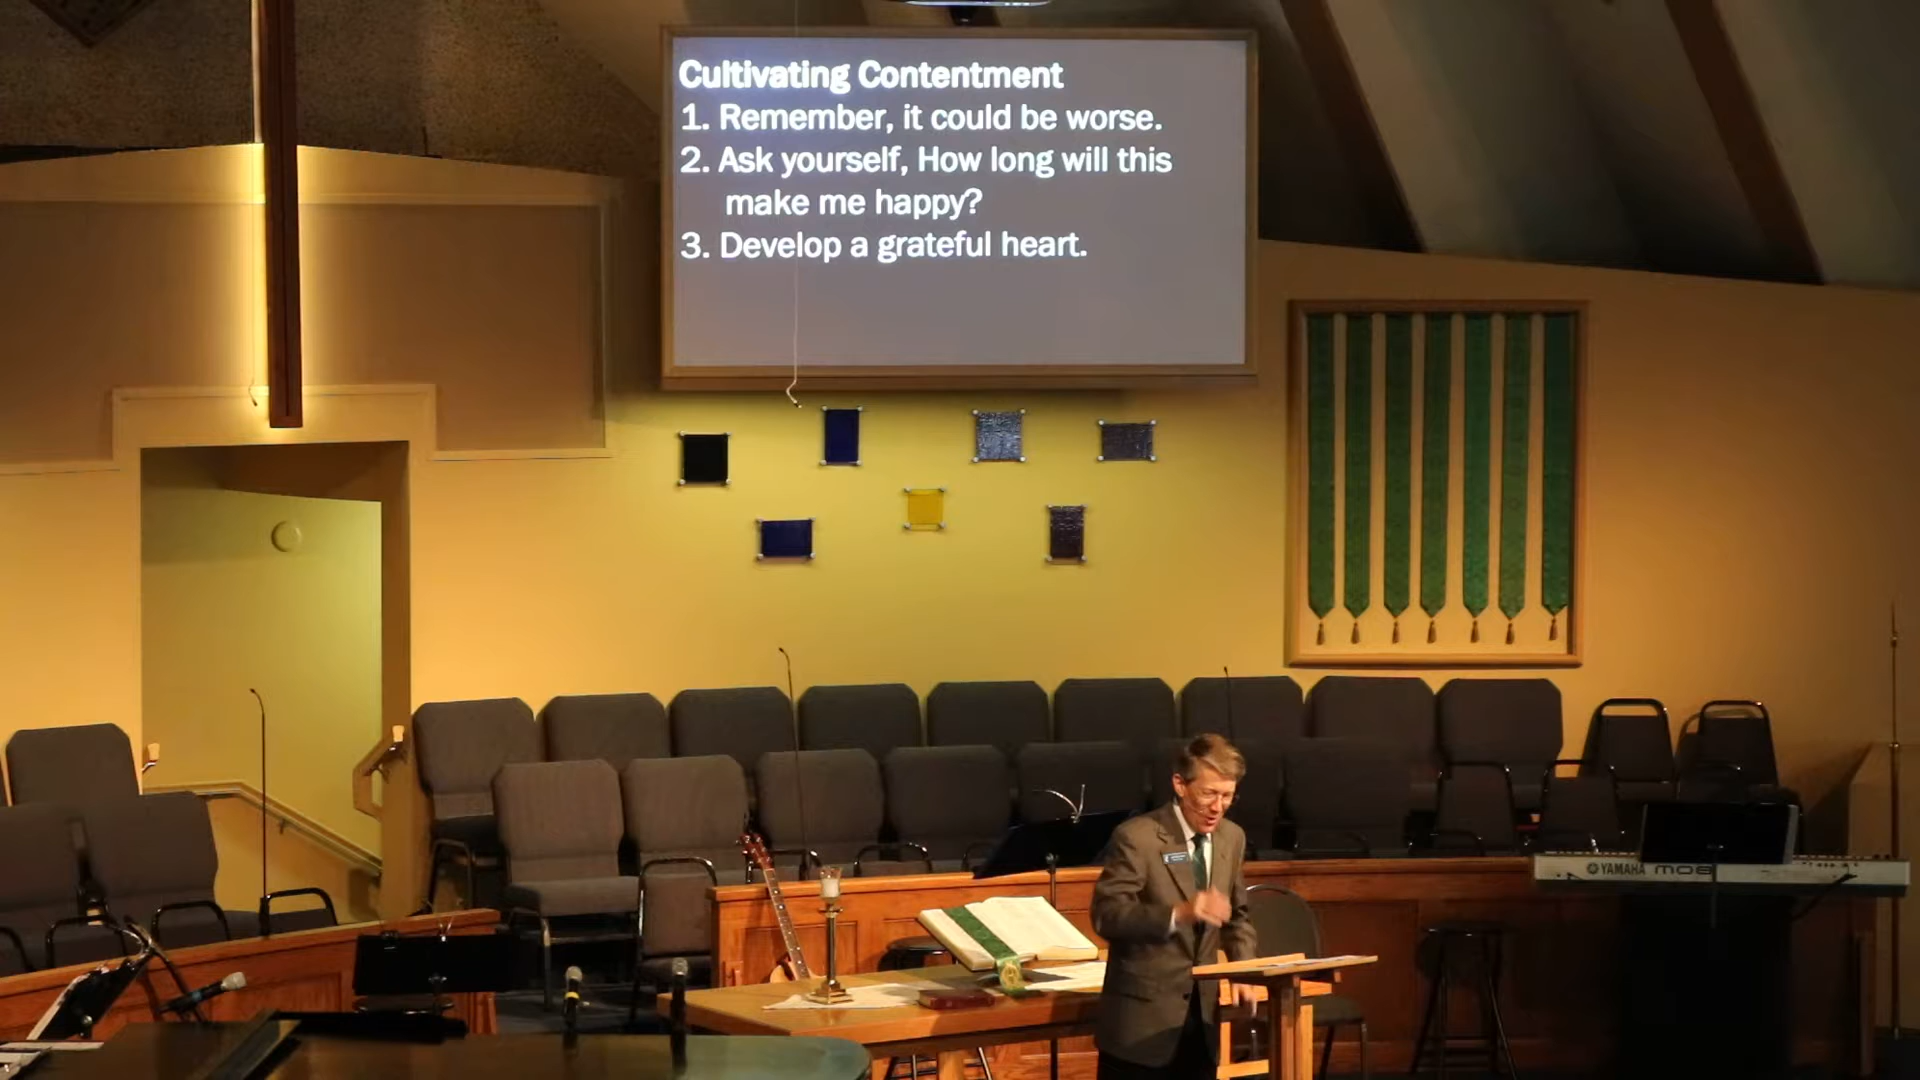 Cultivating Contentment
1. Remember, it could be worse.
2. Ask yourself, How long will this
make me happy?
3. Develop a grateful heart.
YAMAHA MO8